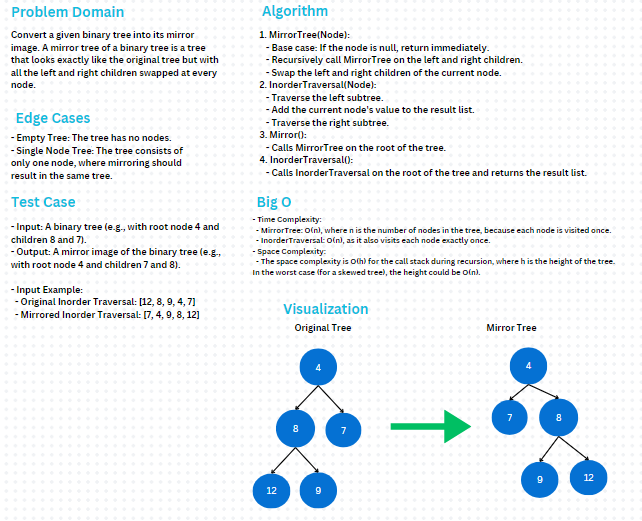 Problem Domain
Convert a given binary tree into its mirror
image. A mirror tree of a binary tree is a tree
that looks exactly like the original tree but with
all the left and right children swapped at every
node.
Edge Cases
- Empty Tree: The tree has no nodes.
- Single Node Tree: The tree consists of
only one node, where mirroring should
result in the same tree.
Test Case
- Input: A binary tree (e.g., with root node 4 and
children 8 and 7).
- Output: A mirror image of the binary tree (e.g.,
with root node 4 and children 7 and 8).
- Input Example:
- Original Inorder Traversal: [12, 8, 9, 4, 7]
- Mirrored Inorder Traversal: [7, 4, 9, 8, 12]
Algorithm
1. MirrorTree(Node):
- Base case: If the node is null, return immediately.
- Recursively call MirrorTree on the left and right children.
- Swap the left and right children of the current node.
2. InorderTraversal(Node):
- Traverse the left subtree.
- Add the current node's value to the result list.
- Traverse the right subtree.
3. Mirror():
- Calls MirrorTree on the root of the tree.
4. InorderTraversal():
- Calls InorderTraversal on the root of the tree and returns the result list.
Big O
- Time Complexity:
- MirrorTree: O(n), where n is the number of nodes in the tree, because each node is visited once.
- InorderTraversal: O(n), as it also visits each node exactly once.
- Space Complexity:
- The space complexity is O(h) for the call stack during recursion, where h is the height of the tree.
In the worst case (for a skewed tree), the height could be O(n).
Visualization
Original Tree
4
8
7
12
9
Mirror Tree
4
7
8
9
12